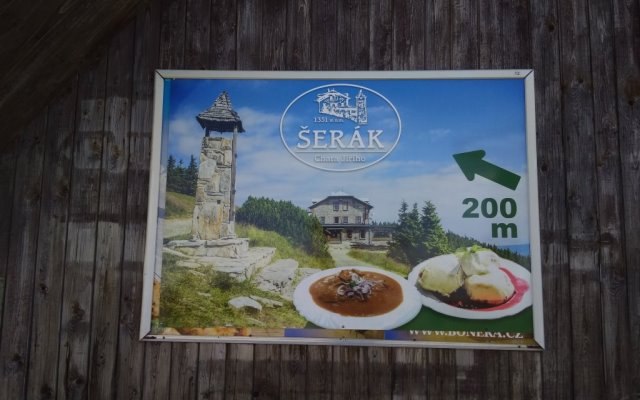 1351 m n.m.
ŠERÁK
Chata Jiřího
200
m
WWW.BONERA.CZ